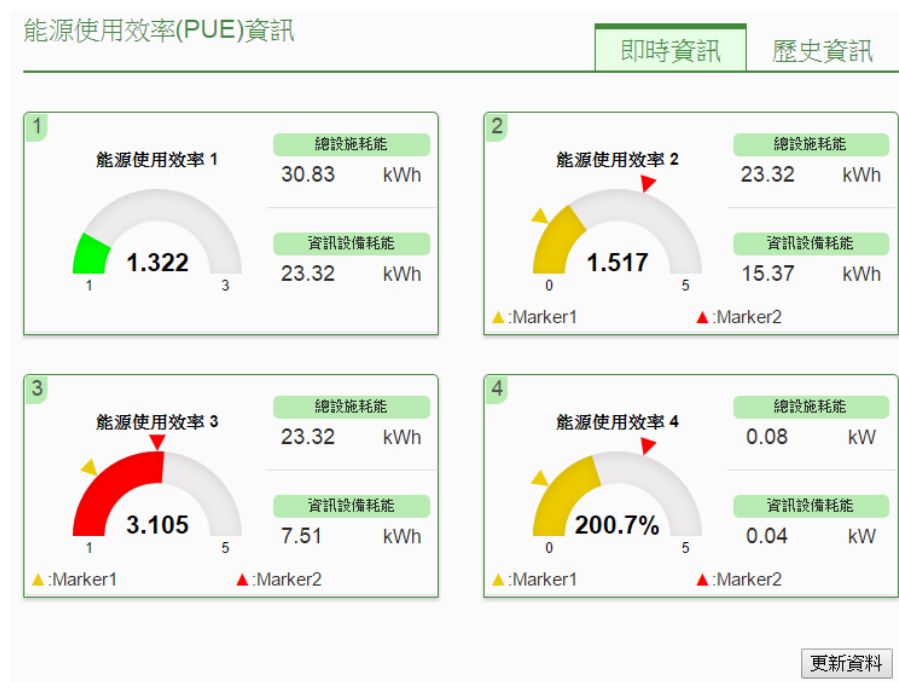 能源使用效率(PUE)資訊
即時資訊 歷史資訊
1
能源使用效率 1
1.322
1 3
總設施耗能
30.83 kWh
資訊設備耗能
23.32 kWh
2
能源使用效率 2
1.517
0 5
▲:Marker1 ▲:Marker2
總設施耗能
23.32 kWh
資訊設備耗能
15.37 kWh
3
能源使用效率 3
3.105
1 5
▲:Marker1 ▲:Marker2
總設施耗能
23.32 kWh
資訊設備耗能
7.51 kWh
4
能源使用效率 4
200.7%
0 5
▲:Marker1 ▲:Marker2
總設施耗能
0.08 kW
資訊設備耗能
0.04 kW
更新資料